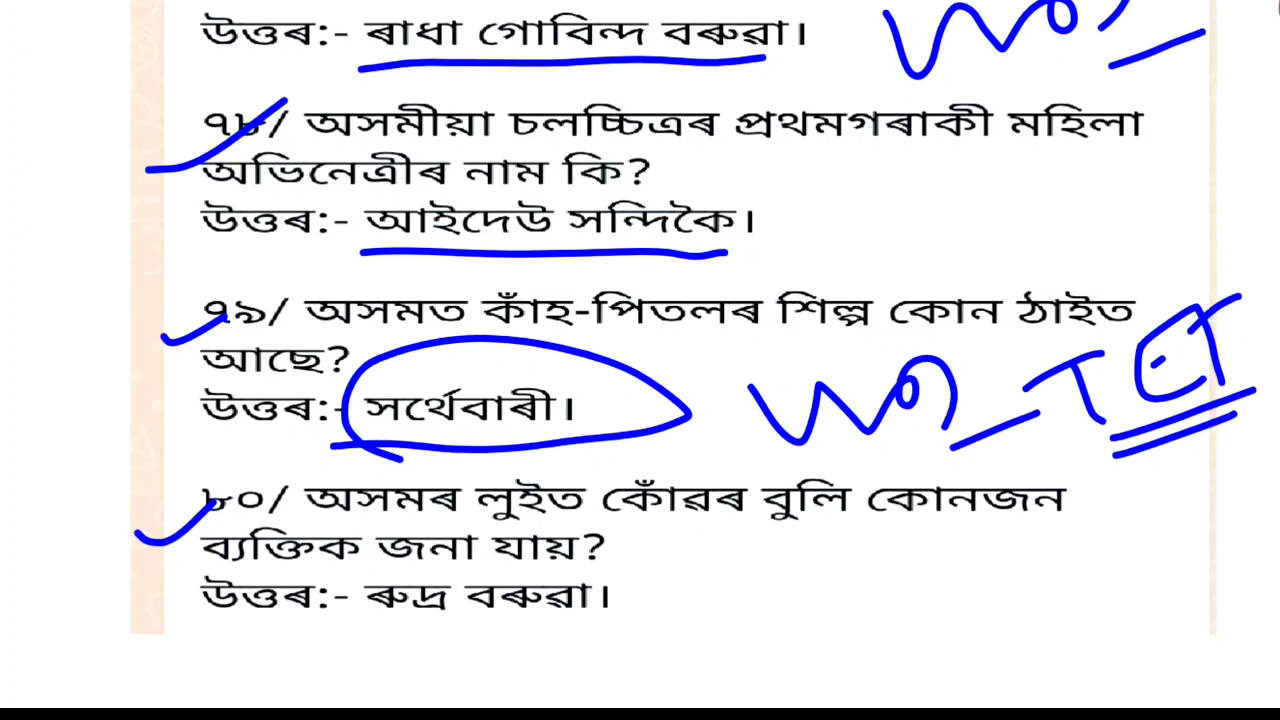 উত্তৰ:- ৰাধা গোবিন্দ বৰুৱা।
৭৮/ অসমীয়া চলচ্চিত্ৰৰ প্ৰথমগৰাকী মহিলা
অভিনেত্ৰীৰ নাম কি?
উত্তৰ:- আইদেউ সন্দিকৈ।
৭৯/ অসমত কাঁহ-পিতলৰ শিল্প কোন ঠাইত
আছে?
উত্তৰ:- সৰ্থেবাৰী।
TET
৮০/ অসমৰ লুইত কোঁৱৰ বুলি কোনজন
ব্যক্তিক জনা যায়?
উত্তৰ:- ৰুদ্ৰ বৰুৱা।